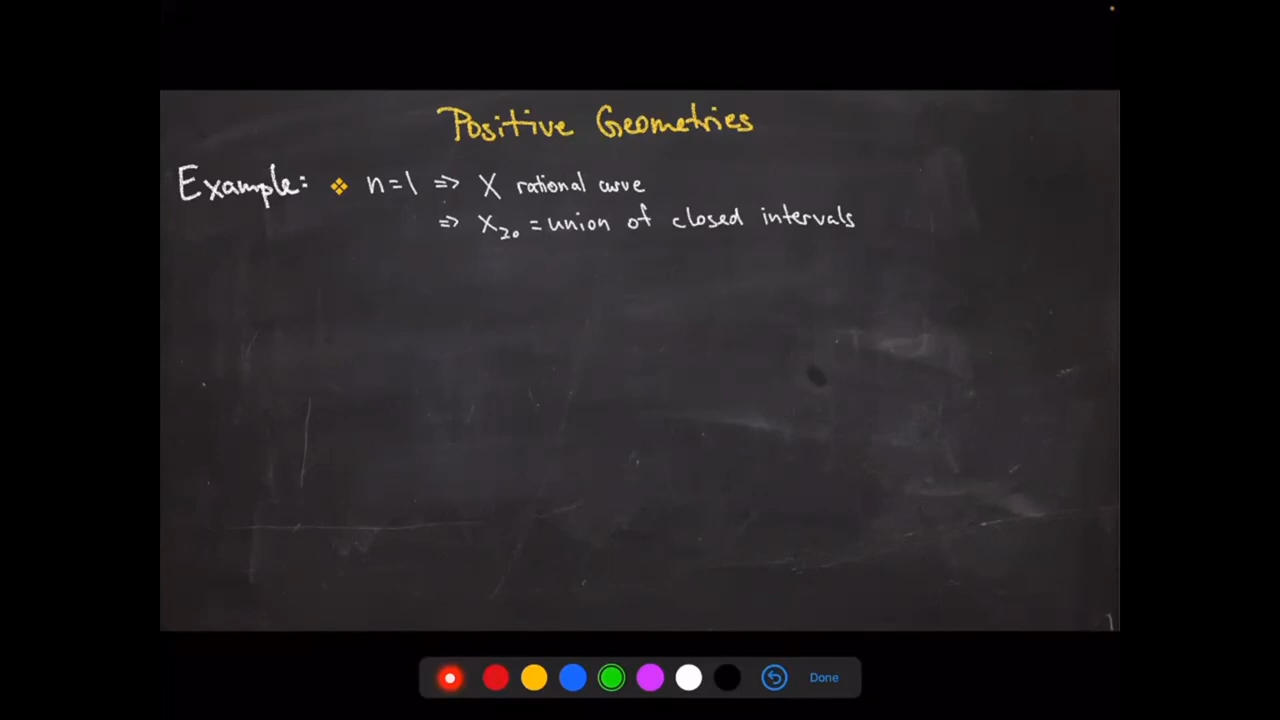 Positive Geometries
Example: ❖ n=1 => X rational curve
=> X≥0 = union of closed intervals
Done